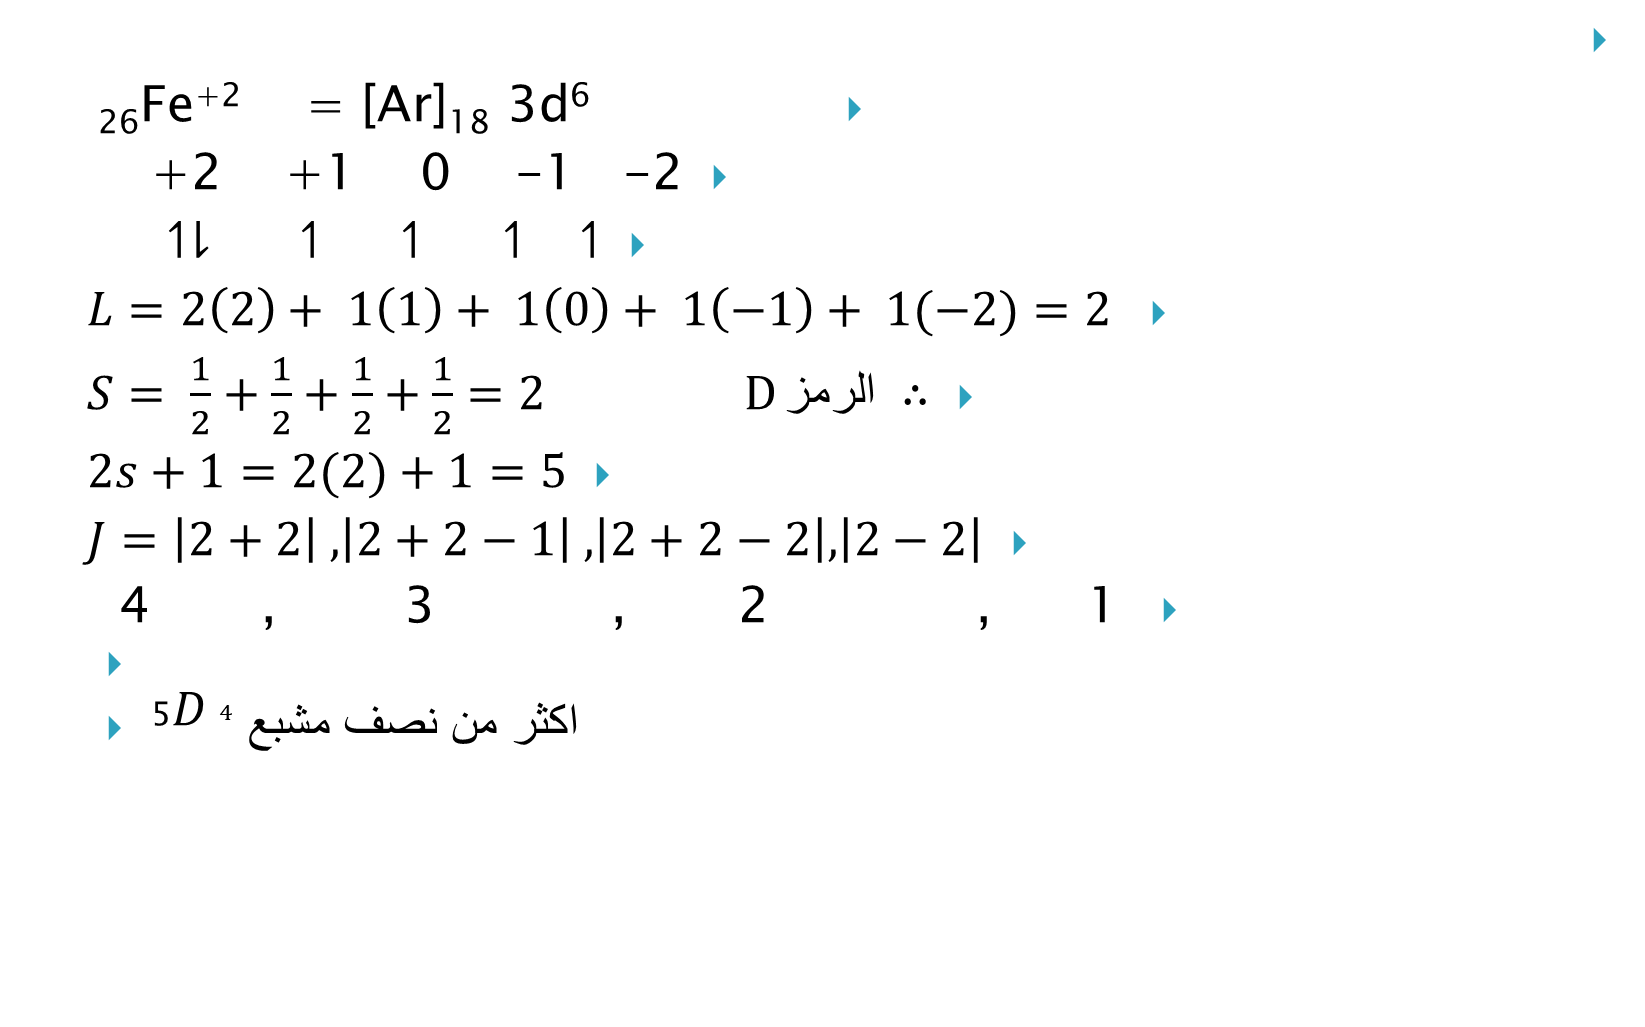 ₂₆Fe⁺² = [Ar]₁₈ 3d⁶
+2 +1 0 -1 -2
1⇂ 1 1 1 1
L = 2(2) + 1(1) + 1(0) + 1(−1) + 1(−2) = 2
S = 1/2 + 1/2 + 1/2 + 1/2 = 2 ∴ الرمز D
2s + 1 = 2(2) + 1 = 5
J = |2 + 2| ,|2 + 2 − 1| ,|2 + 2 − 2|,|2 − 2|
4 , 3 , 2 , 1
5D ₄ اكثر من نصف مشبع